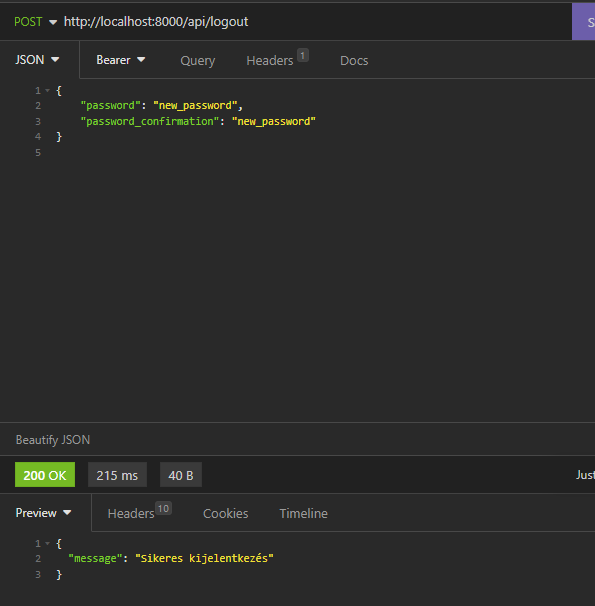 POST http://localhost:8000/api/logout S
JSON Bearer Query Headers 1 Docs
1 {
2 "password": "new_password",
3 "password_confirmation": "new_password"
4 }
5
Beautify JSON
200 OK 215 ms 40 B Just
Preview Headers 10 Cookies Timeline
1 {
2 "message": "Sikeres kijelentkezés"
3 }